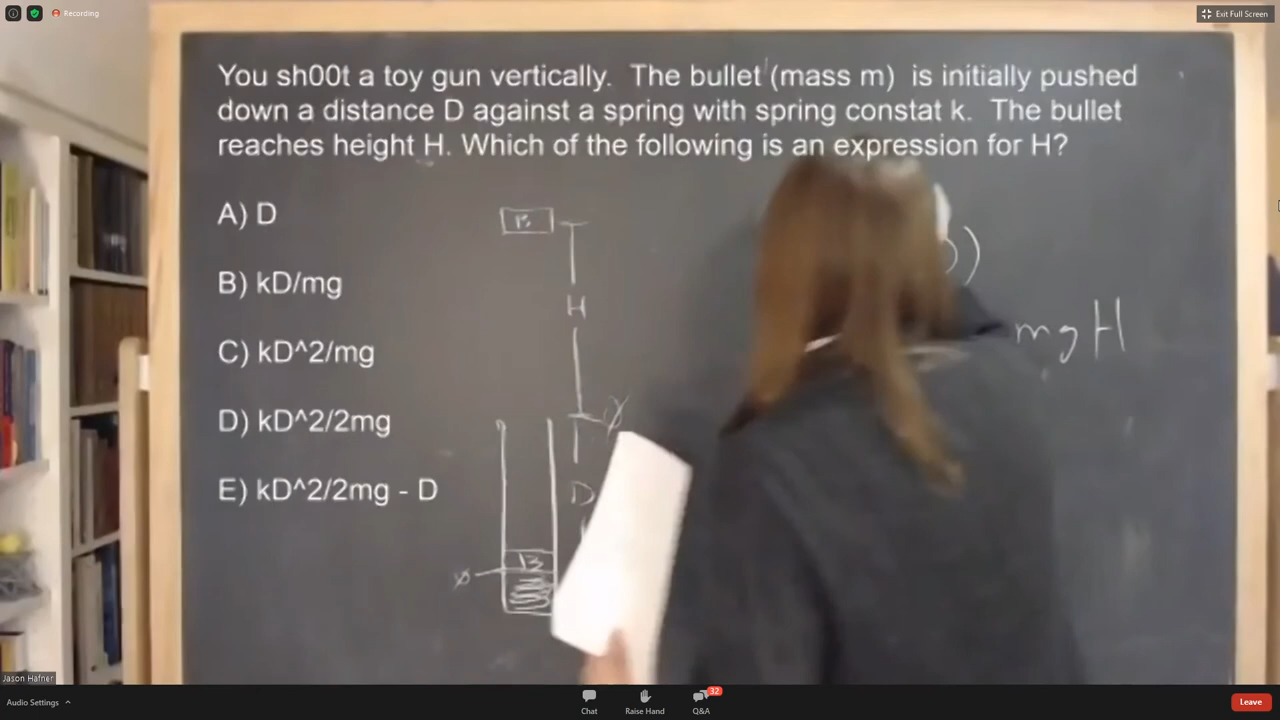 Recording
Exit Full Screen
You sh00t a toy gun vertically. The bullet (mass m) is initially pushed
down a distance D against a spring with spring constat k. The bullet
reaches height H. Which of the following is an expression for H?
A) D
B) kD/mg
C) kD^2/mg
D) kD^2/2mg
E) kD^2/2mg - D
B
H
D
B
ø
)
mgH
Jason Hafner
Audio Settings
Chat
Raise Hand
32
Q&A
Leave